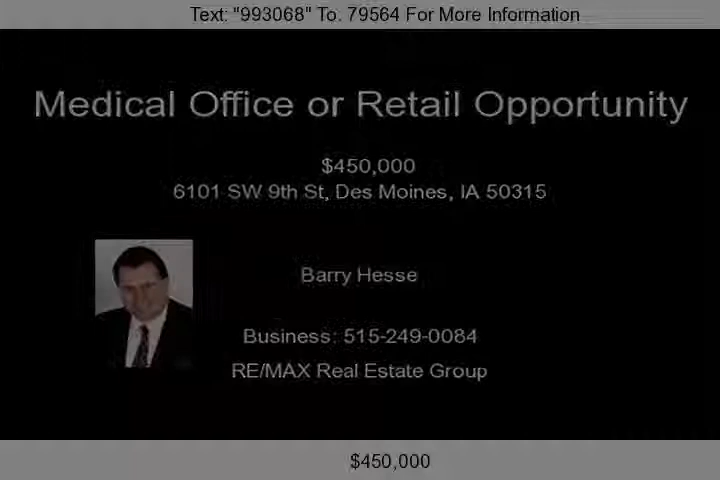 Text: "993068" To. 79564 For More Information
Medical Office or Retail Opportunity
$450,000
6101 SW 9th St, Des Moines, IA 50315
Barry Hesse
Business: 515-249-0084
RE/MAX Real Estate Group
$450,000